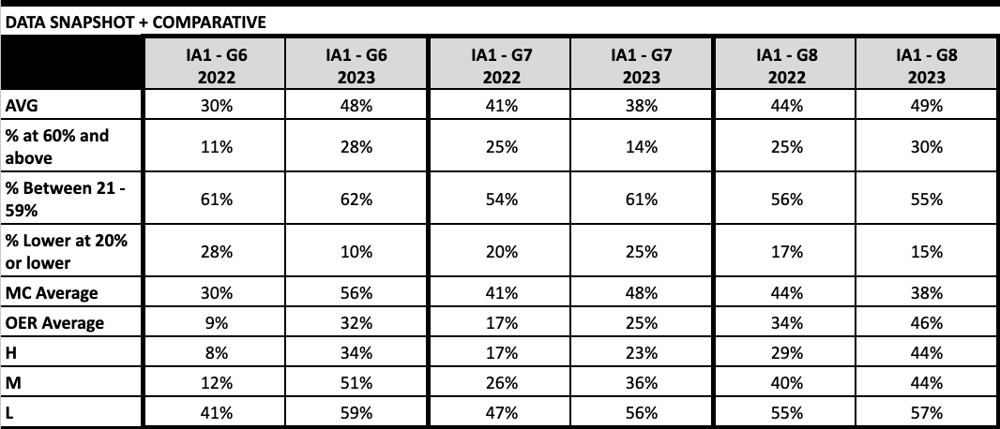 DATA SNAPSHOT + COMPARATIVE
IA1 - G6 2022 IA1 - G6 2023 IA1 - G7 2022 IA1 - G7 2023 IA1 - G8 2022 IA1 - G8 2023
AVG 30% 48% 41% 38% 44% 49%
% at 60% and above 11% 28% 25% 14% 25% 30%
% Between 21 - 59% 61% 62% 54% 61% 56% 55%
% Lower at 20% or lower 28% 10% 20% 25% 17% 15%
MC Average 30% 56% 41% 48% 44% 38%
OER Average 9% 32% 17% 25% 34% 46%
H 8% 34% 17% 23% 29% 44%
M 12% 51% 26% 36% 40% 44%
L 41% 59% 47% 56% 55% 57%